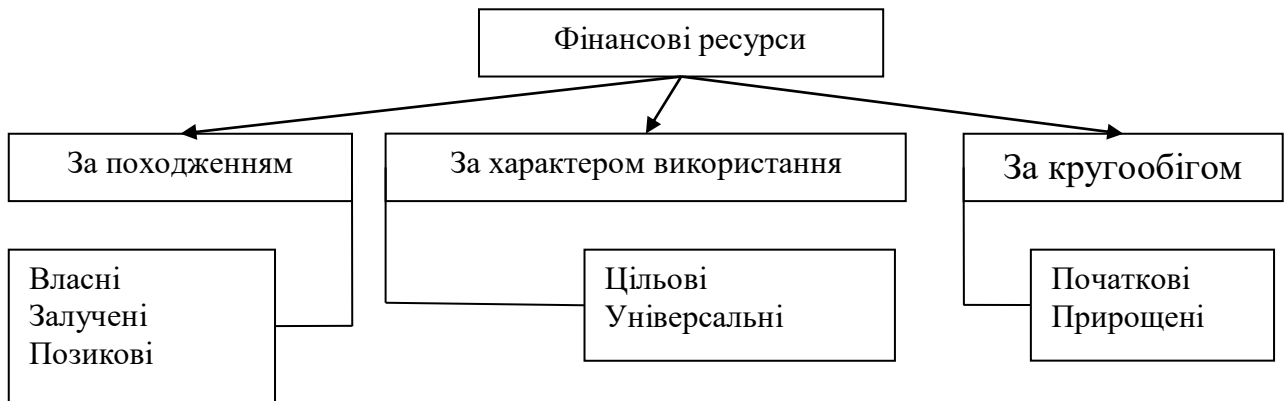 Фінансові ресурси
За походженням
За характером використання
За кругообігом
Власні
Залучені
Позикові
Цільові
Універсальні
Початкові
Прирощені